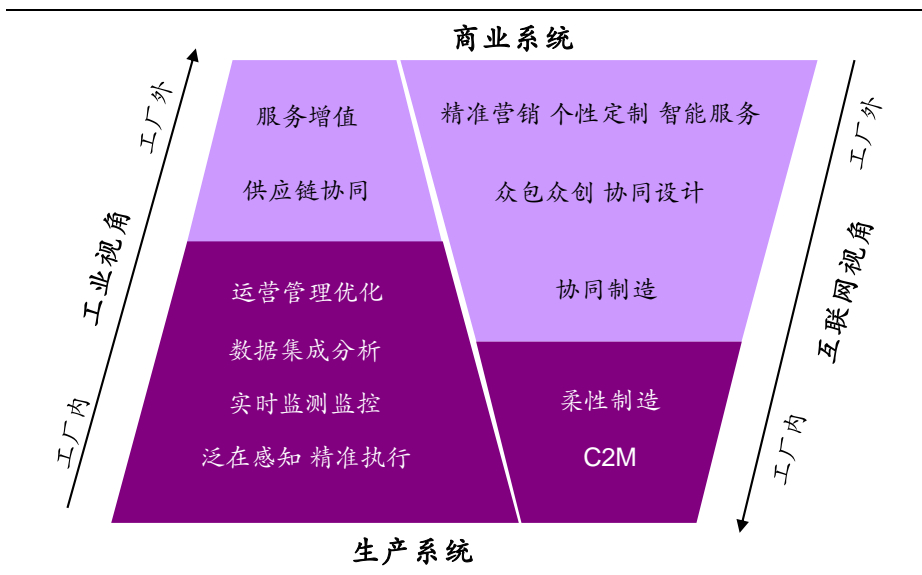 商业系统
工厂外
工业视角
工厂内
服务增值
供应链协同
运营管理优化
数据集成分析
实时监测监控
泛在感知 精准执行
精准营销 个性定制 智能服务
众包众创 协同设计
协同制造
柔性制造
C2M
工厂外
互联网视角
工厂内
生产系统